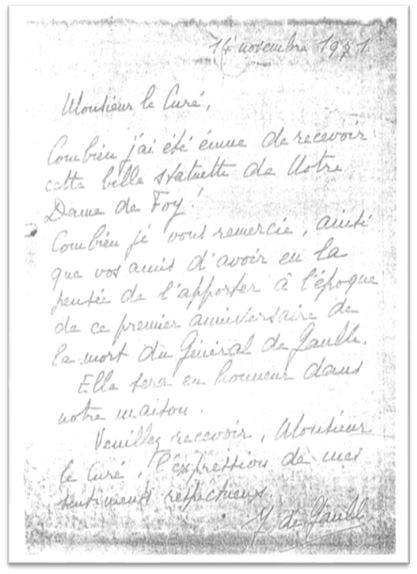 14 novembre 1971.
Monsieur le Curé,
Combien j'ai été émue de recevoir
cette belle statuette de Notre
Dame de Foy!
Combien je vous remercie, ainsi
que vos amis d'avoir eu la
pensée de l'apporter à l'époque
de ce premier anniversaire de
la mort du Général de Gaulle.
Elle sera en honneur dans
notre maison.
Veuillez recevoir, Monsieur
le Curé, l'expression de mes
sentiments respectueux.
Y. de Gaulle